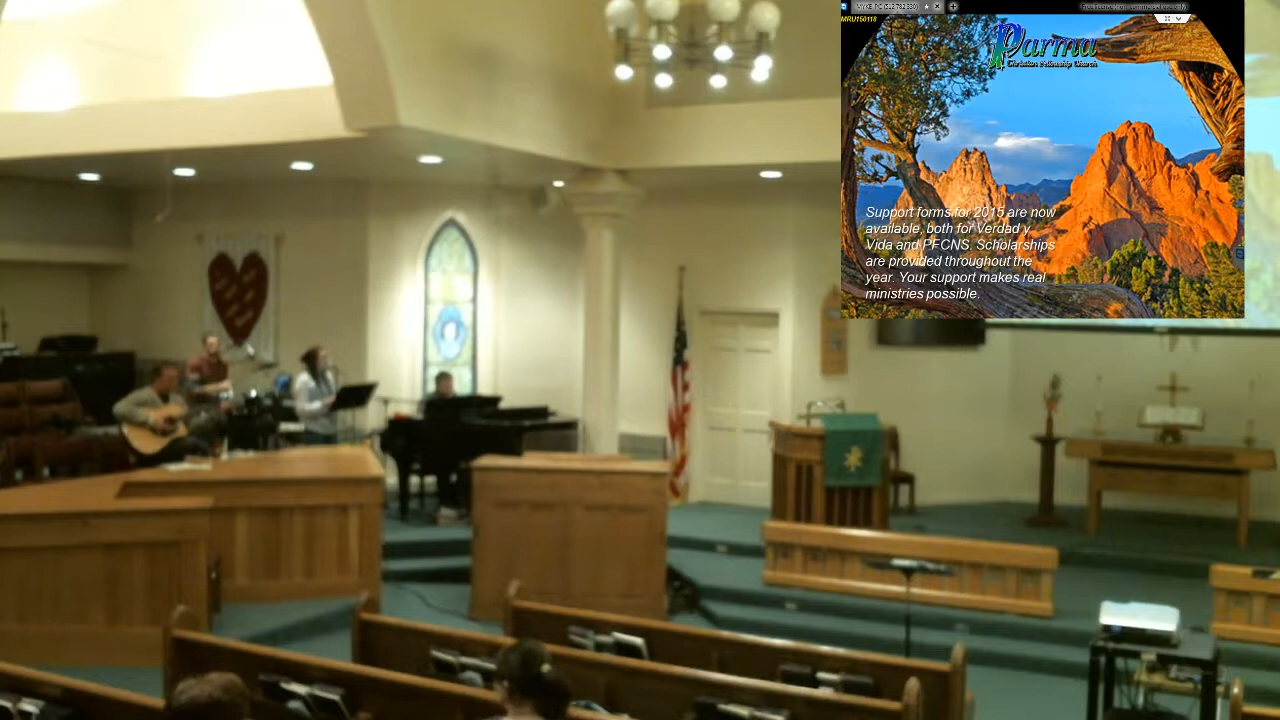 MRU150118
Parma
Christian Fellowship Church
Support forms for 2015 are now
available, both for Verdad y
Vida and PFCNS. Scholarships
are provided throughout the
year. Your support makes real
ministries possible.